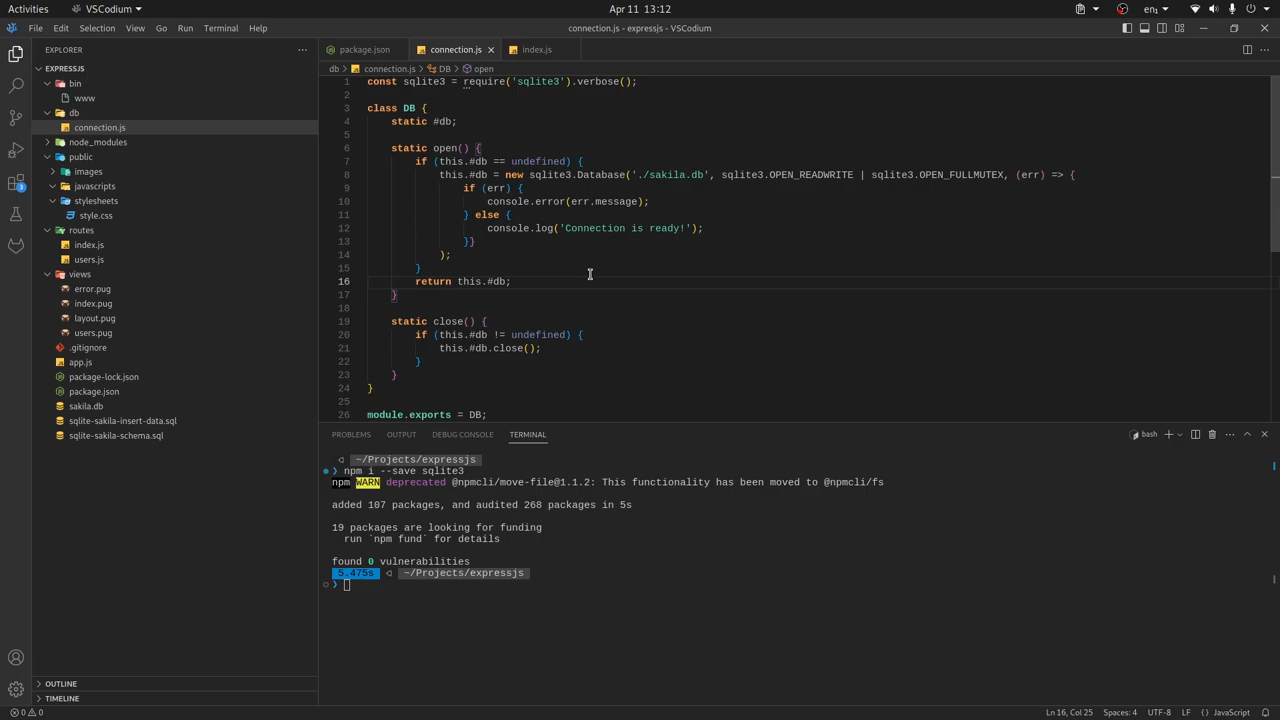 Activities
VSCodium
Apr 11 13:12
en1
File Edit Selection View Go Run Terminal Help
connection.js - expressjs - VSCodium
EXPLORER
EXPRESSJS
bin
www
db
connection.js
node_modules
public
images
javascripts
stylesheets
style.css
routes
index.js
users.js
views
error.pug
index.pug
layout.pug
users.pug
.gitignore
app.js
package-lock.json
package.json
sakila.db
sqlite-sakila-insert-data.sql
sqlite-sakila-schema.sql
OUTLINE
TIMELINE
3
package.json
connection.js
index.js
db > connection.js > DB > open
1 const sqlite3 = require('sqlite3').verbose();
2
3 class DB {
4 static #db;
5
6 static open() {
7 if (this.#db == undefined) {
8 this.#db = new sqlite3.Database('./sakila.db', sqlite3.OPEN_READWRITE | sqlite3.OPEN_FULLMUTEX, (err) => {
9 if (err) {
10 console.error(err.message);
11 } else {
12 console.log('Connection is ready!');
13 }}
14 );
15 }
16 return this.#db;
17 }
18
19 static close() {
20 if (this.#db != undefined) {
21 this.#db.close();
22 }
23 }
24 }
25
26 module.exports = DB;
PROBLEMS OUTPUT DEBUG CONSOLE TERMINAL
bash
~/Projects/expressjs
❯ npm i --save sqlite3
npm WARN deprecated @npmcli/move-file@1.1.2: This functionality has been moved to @npmcli/fs
added 107 packages, and audited 268 packages in 5s
19 packages are looking for funding
run `npm fund` for details
found 0 vulnerabilities
5.475s ~/Projects/expressjs
❯
0 0
Ln 16, Col 25 Spaces: 4 UTF-8 LF {} JavaScript